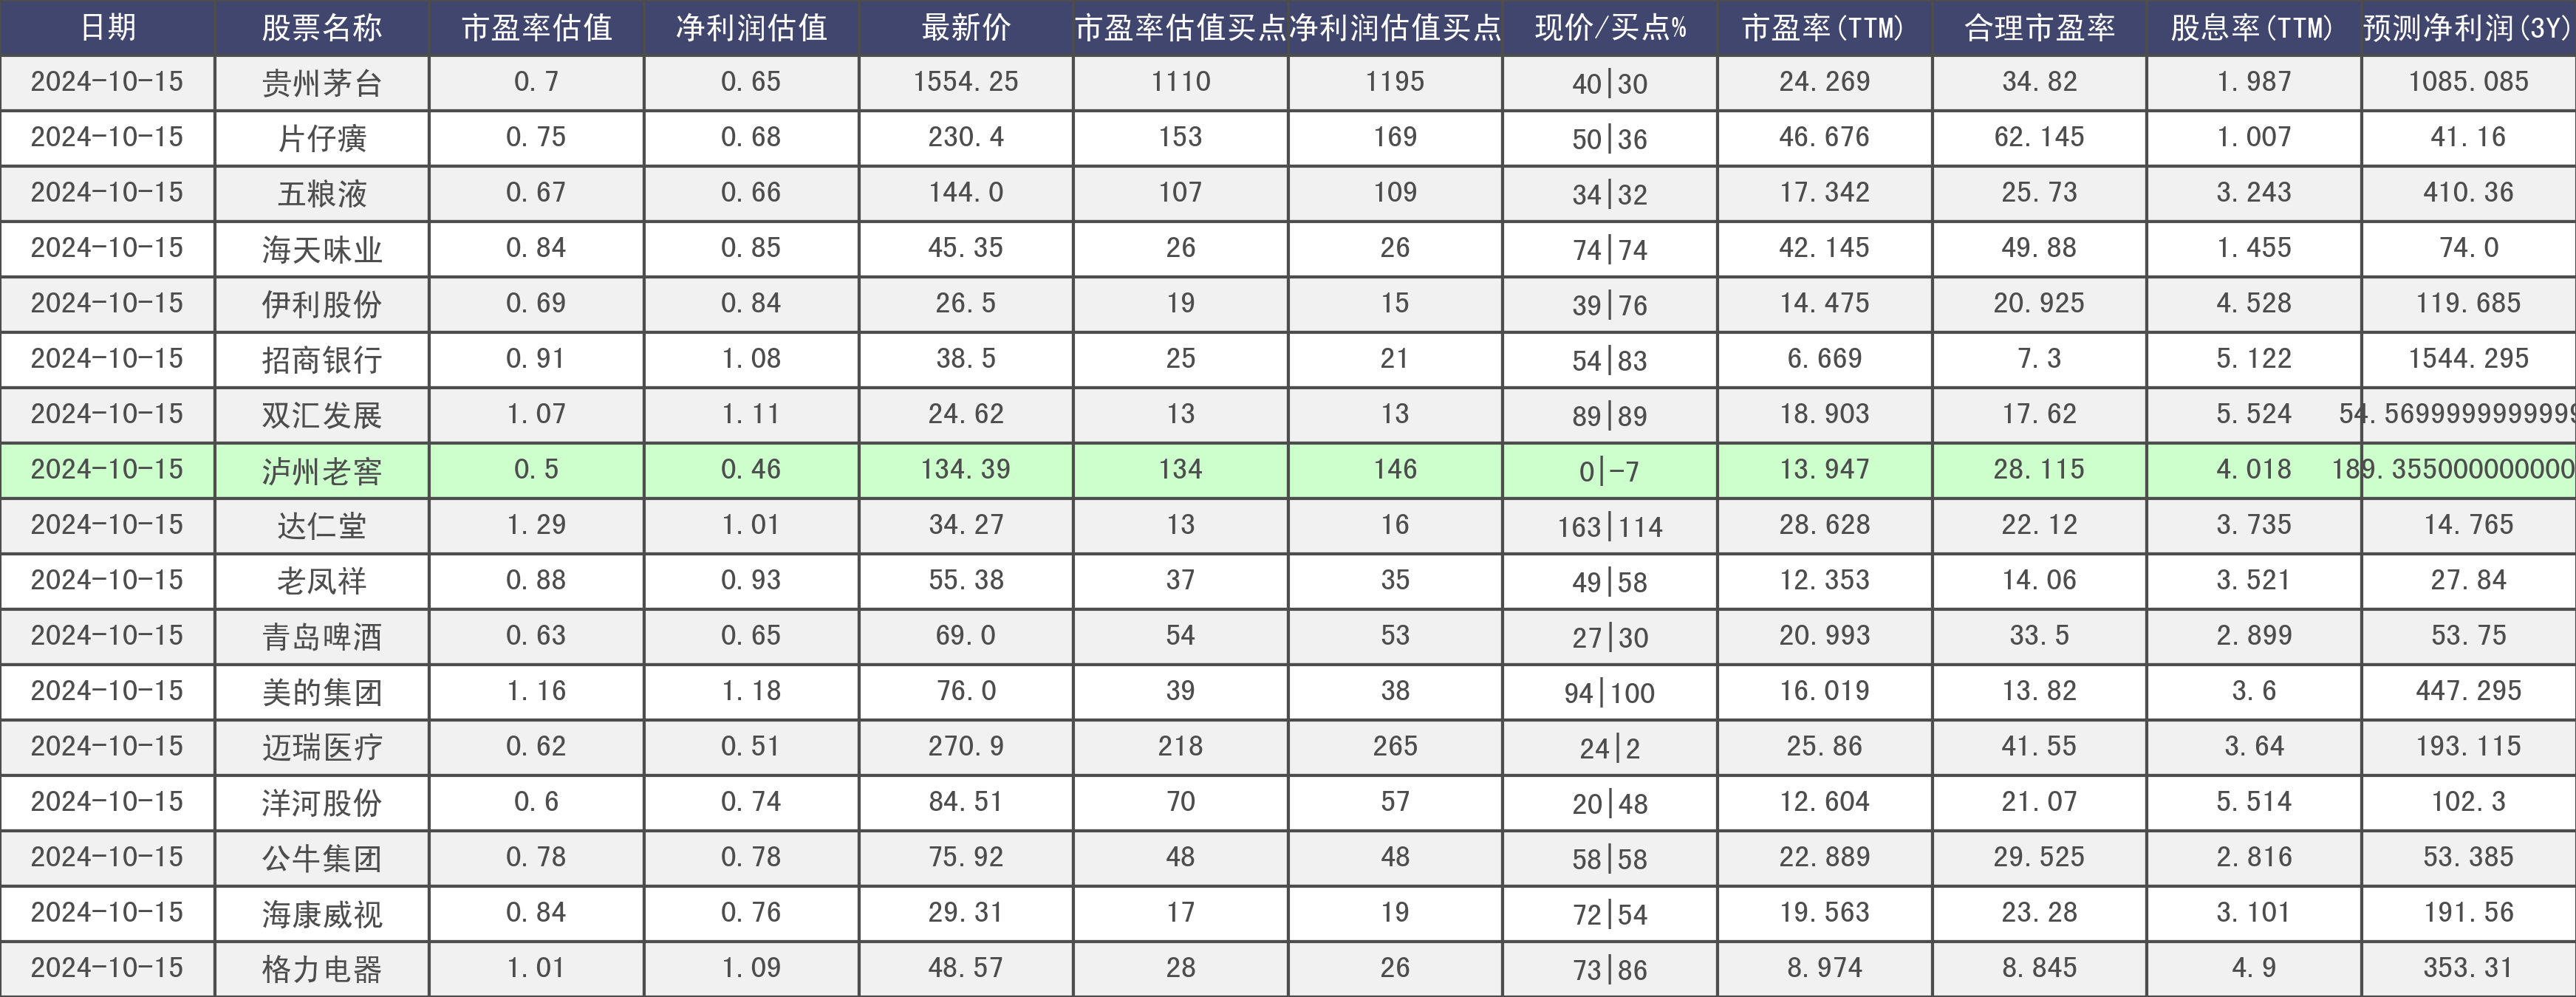 日期 股票名称 市盈率估值 净利润估值 最新价 市盈率估值买点 净利润估值买点 现价/买点% 市盈率(TTM) 合理市盈率 股息率(TTM) 预测净利润(3Y)
2024-10-15 贵州茅台 0.7 0.65 1554.25 1110 1195 40|30 24.269 34.82 1.987 1085.085
2024-10-15 片仔癀 0.75 0.68 230.4 153 169 50|36 46.676 62.145 1.007 41.16
2024-10-15 五粮液 0.67 0.66 144.0 107 109 34|32 17.342 25.73 3.243 410.36
2024-10-15 海天味业 0.84 0.85 45.35 26 26 74|74 42.145 49.88 1.455 74.0
2024-10-15 伊利股份 0.69 0.84 26.5 19 15 39|76 14.475 20.925 4.528 119.685
2024-10-15 招商银行 0.91 1.08 38.5 25 21 54|83 6.669 7.3 5.122 1544.295
2024-10-15 双汇发展 1.07 1.11 24.62 13 13 89|89 18.903 17.62 5.524 54.5699999999999
2024-10-15 泸州老窖 0.5 0.46 134.39 134 146 0|-7 13.947 28.115 4.018 189.355000000000
2024-10-15 达仁堂 1.29 1.01 34.27 13 16 163|114 28.628 22.12 3.735 14.765
2024-10-15 老凤祥 0.88 0.93 55.38 37 35 49|58 12.353 14.06 3.521 27.84
2024-10-15 青岛啤酒 0.63 0.65 69.0 54 53 27|30 20.993 33.5 2.899 53.75
2024-10-15 美的集团 1.16 1.18 76.0 39 38 94|100 16.019 13.82 3.6 447.295
2024-10-15 迈瑞医疗 0.62 0.51 270.9 218 265 24|2 25.86 41.55 3.64 193.115
2024-10-15 洋河股份 0.6 0.74 84.51 70 57 20|48 12.604 21.07 5.514 102.3
2024-10-15 公牛集团 0.78 0.78 75.92 48 48 58|58 22.889 29.525 2.816 53.385
2024-10-15 海康威视 0.84 0.76 29.31 17 19 72|54 19.563 23.28 3.101 191.56
2024-10-15 格力电器 1.01 1.09 48.57 28 26 73|86 8.974 8.845 4.9 353.31